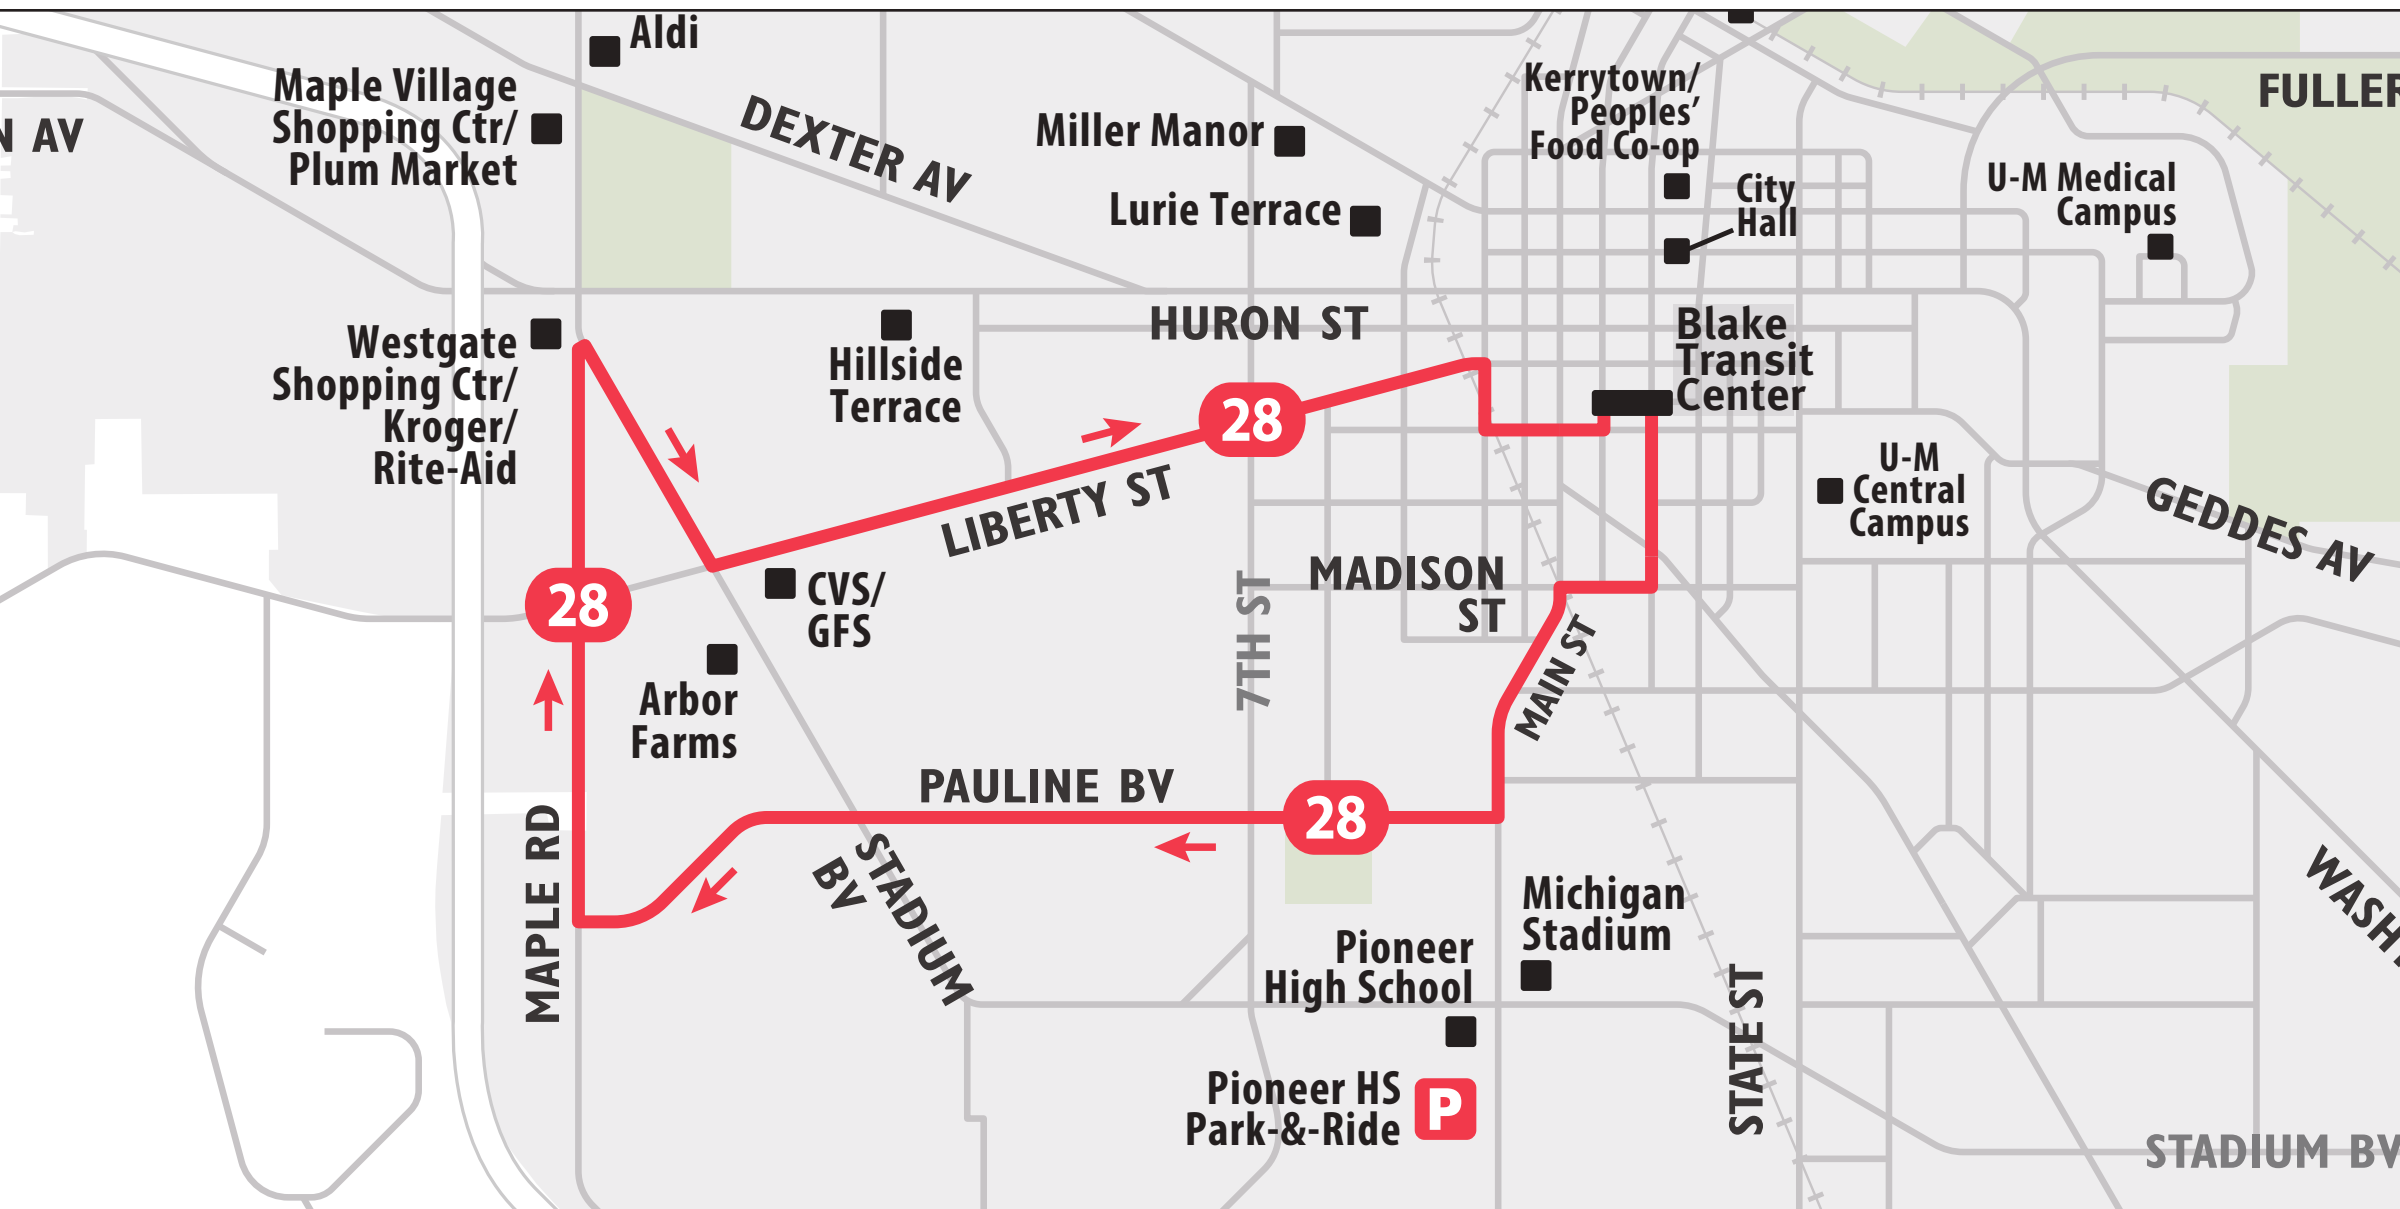 Aldi
Maple Village
Shopping Ctr/
Plum Market
N AV
DEXTER AV
Miller Manor
Lurie Terrace
Kerrytown/
Peoples’
Food Co-op
City
Hall
U-M Medical
Campus
FULLER
Westgate
Shopping Ctr/
Kroger/
Rite-Aid
Hillside
Terrace
HURON ST
Blake
Transit
Center
28
LIBERTY ST
U-M
Central
Campus
GEDDES AV
28
CVS/
GFS
MADISON
ST
7TH ST
MAIN ST
Arbor
Farms
PAULINE BV
28
MAPLE RD
STADIUM
BV
Michigan
Stadium
Pioneer
High School
WASH
STATE ST
Pioneer HS
Park-&-Ride
P
STADIUM BV